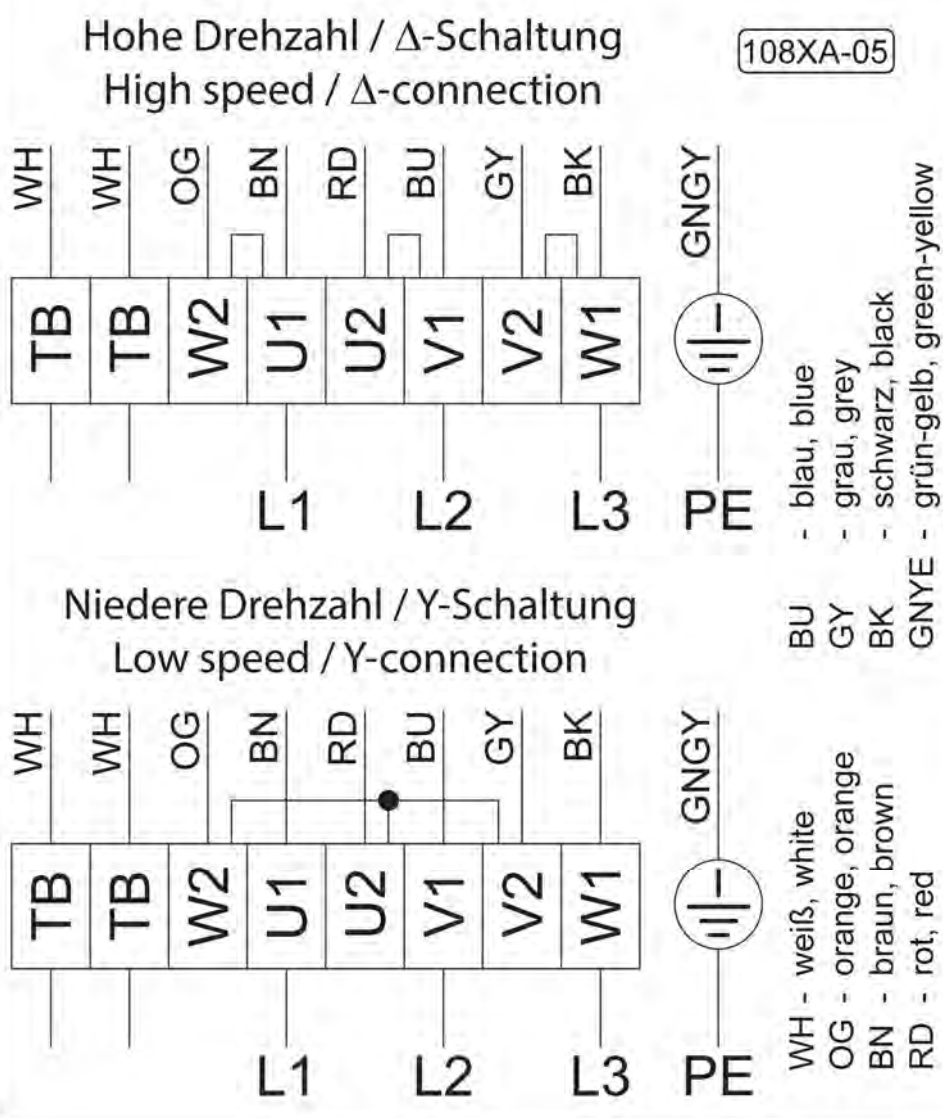 Hohe Drehzahl / Δ-Schaltung
High speed / Δ-connection
108XA-05
WH WH OG BN RD BU GY BK GNGY
TB TB W2 U1 U2 V1 V2 W1
L1 L2 L3 PE
Niedere Drehzahl / Y-Schaltung
Low speed / Y-connection
WH WH OG BN RD BU GY BK GNGY
TB TB W2 U1 U2 V1 V2 W1
L1 L2 L3 PE
WH - weiß, white
OG - orange, orange
BN - braun, brown
RD - rot, red
BU - blau, blue
GY - grau, grey
BK - schwarz, black
GNYE - grün-gelb, green-yellow